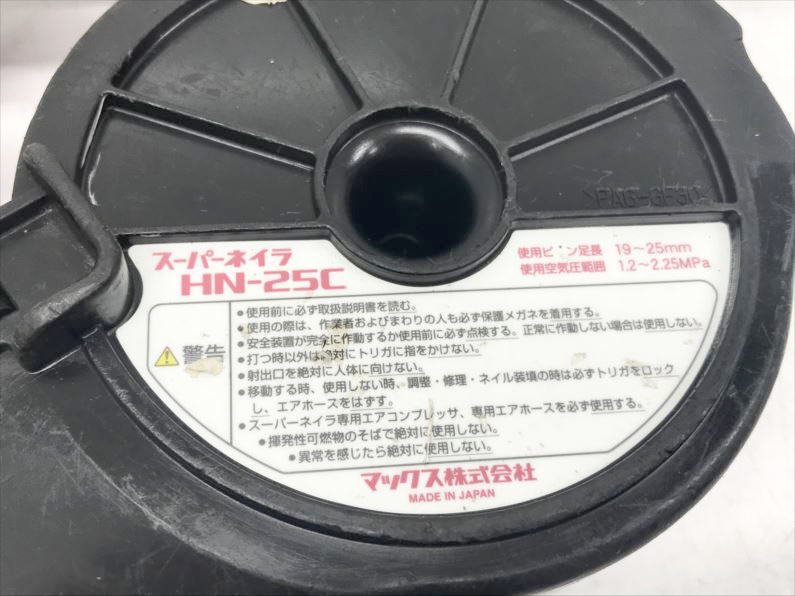 >PA6-GF30<
スーパーネイラ
HN-25C
使用ピン足長 19～25mm
使用空気圧範囲 1.2～2.25MPa
警告
●使用前に必ず取扱説明書を読む。
●使用の際は、作業者およびまわりの人も必ず保護メガネを着用する。
●安全装置が完全に作動するか使用前に必ず点検する。正常に作動しない場合は使用しない。
●打つ時以外は絶対にトリガに指をかけない。
●射出口を絶対に人体に向けない。
●移動する時、使用しない時、調整・修理・ネイル装填の時は必ずトリガをロック
し、エアホースをはずす。
●スーパーネイラ専用エアコンプレッサ、専用エアホースを必ず使用する。
●揮発性可燃物のそばで絶対に使用しない。
●異常を感じたら絶対に使用しない。
マックス株式会社
MADE IN JAPAN